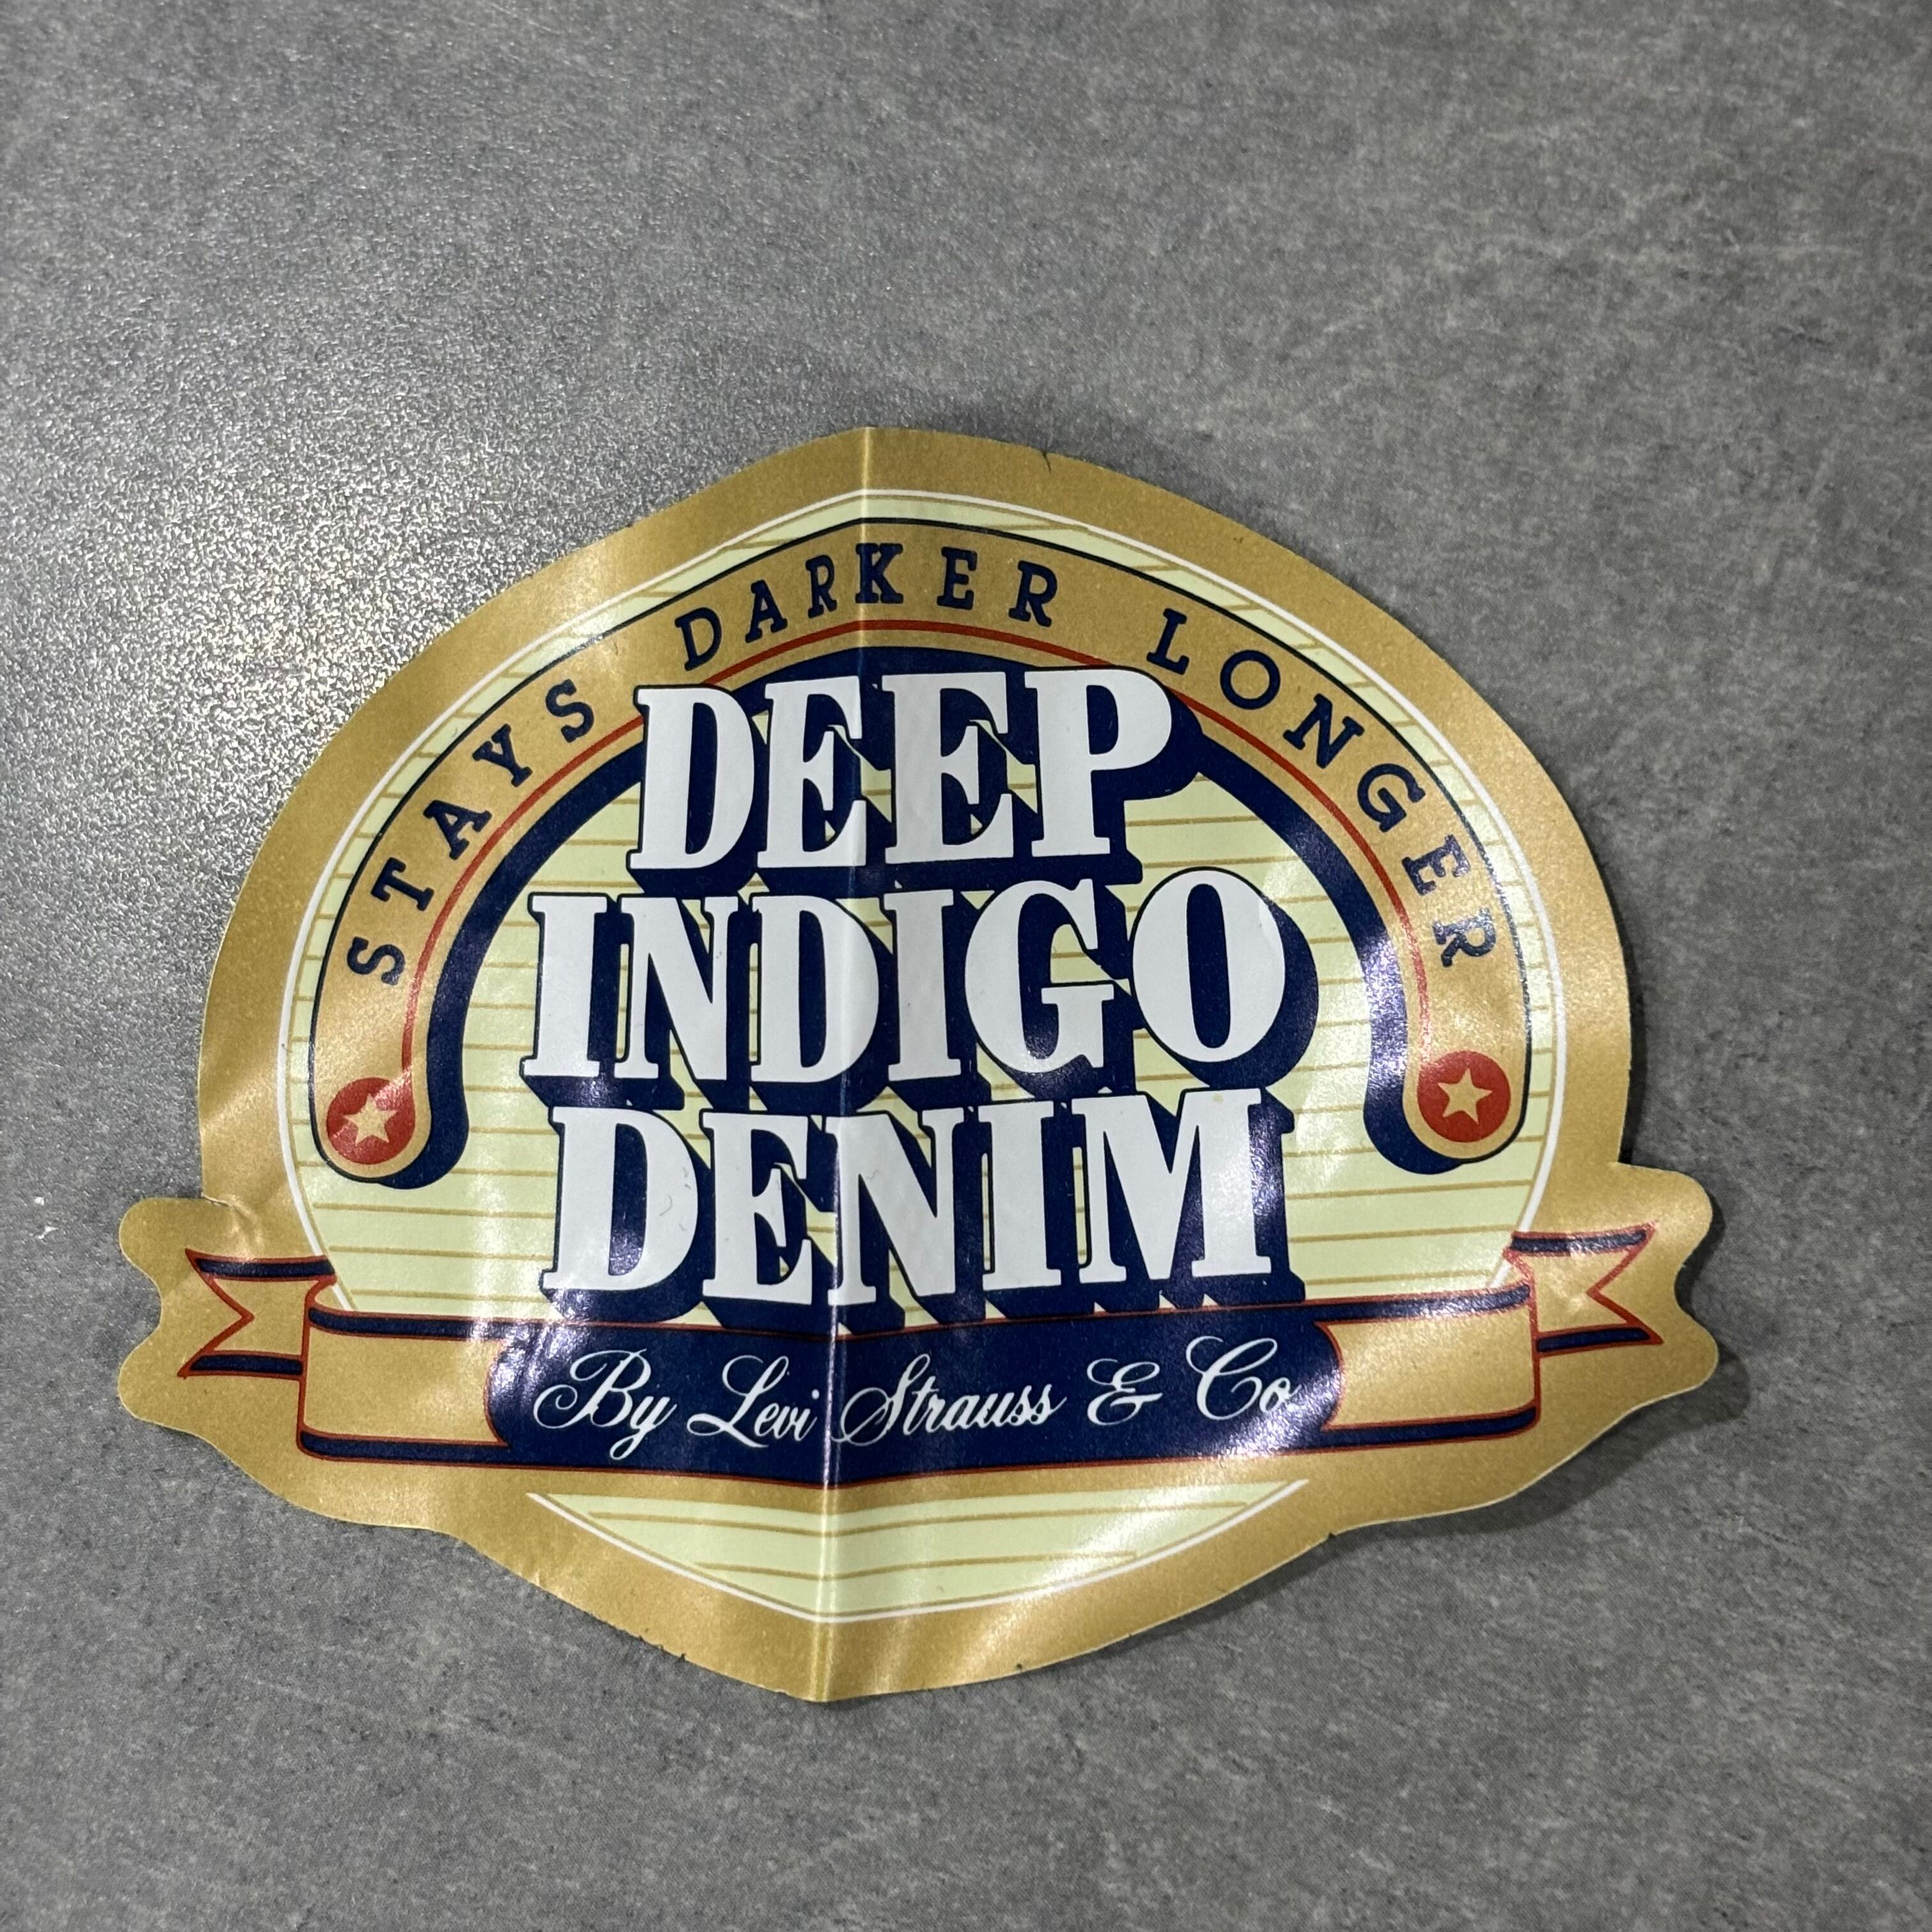 STAYS DARKER LONGER
DEEP
INDIGO
DENIM
By Levi Strauss & Co